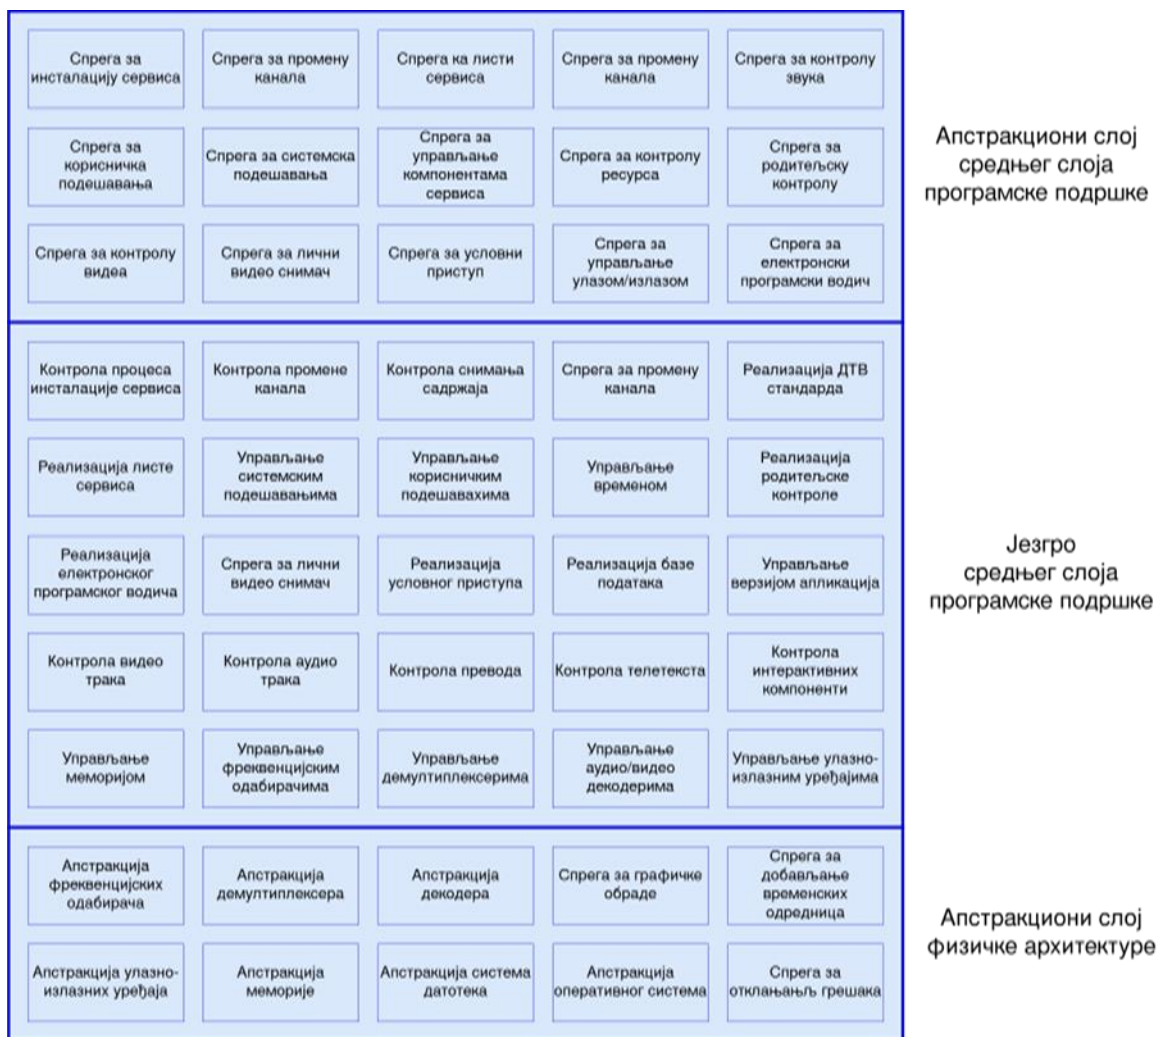 Спрега за
инсталацију сервиса
Спрега за промену
канала
Спрега ка листи
сервиса
Спрега за промену
канала
Спрега за контролу
звука
Спрега за
корисничка
подешавања
Спрега за системска
подешавања
Спрега за
управљање
компонентама
сервиса
Спрега за контролу
ресурса
Спрега за
родитељску
контролу
Спрега за контролу
видеа
Спрега за лични
видео снимач
Спрега за условни
приступ
Спрега за
управљање
улазом/излазом
Спрега за
електронски
програмски водич
Апстракциони слој
средњег слоја
програмске подршке
Контрола процеса
инсталације сервиса
Контрола промене
канала
Контрола снимања
садржаја
Спрега за промену
канала
Реализација ДТВ
стандарда
Реализација листе
сервиса
Управљање
системским
подешавањима
Управљање
корисничким
подешавахима
Управљање
временом
Реализација
родитељске
контроле
Реализација
електронског
програмског водича
Спрега за лични
видео снимач
Реализација
условног приступа
Реализација базе
података
Управљање
верзијом апликација
Контрола видео
трака
Контрола аудио
трака
Контрола превода
Контрола телетекста
Контрола
интерактивних
компоненти
Управљање
меморијом
Управљање
фреквенцијским
одабирачима
Управљање
демултиплексерима
Управљање
аудио/видео
декодерима
Управљање улазно-
излазним уређајима
Језгро
средњег слоја
програмске подршке
Апстракција
фреквенцијских
одабирача
Апстракција
демултиплексера
Апстракција
декодера
Спрега за графичке
обраде
Спрега за
добављање
временских
одредница
Апстракција улазно-
излазних уређаја
Апстракција
меморије
Апстракција система
датотека
Апстракција
оперативног система
Спрега за
отклањањљ грешака
Апстракциони слој
физичке архитектуре